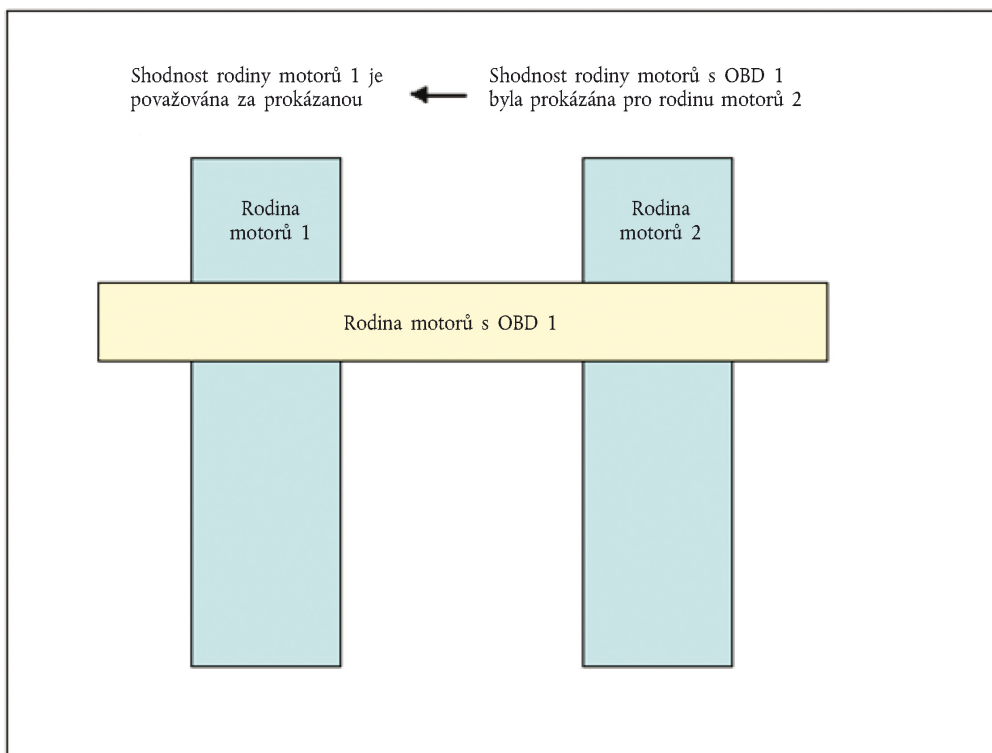 Shodnost rodiny motorů 1 je
považována za prokázanou
Shodnost rodiny motorů s OBD 1
byla prokázána pro rodinu motorů 2
Rodina
motorů 1
Rodina
motorů 2
Rodina motorů s OBD 1